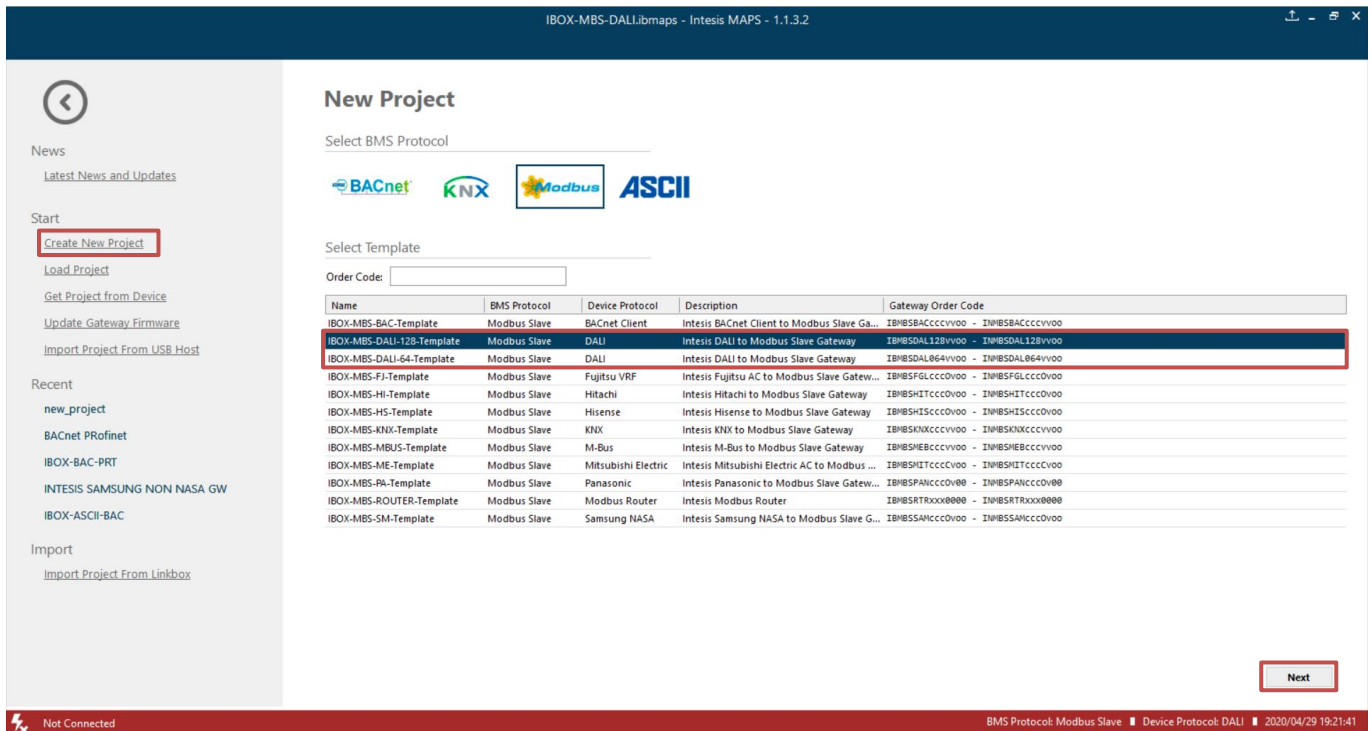 IBOX-MBS-DALI.ibmaps - Intesis MAPS - 1.1.3.2
News
Latest News and Updates
Start
Create New Project
Load Project
Get Project from Device
Update Gateway Firmware
Import Project From USB Host
Recent
new_project
BACnet PRofinet
IBOX-BAC-PRT
INTESIS SAMSUNG NON NASA GW
IBOX-ASCII-BAC
Import
Import Project From Linkbox
New Project
Select BMS Protocol
BACnet KNX Modbus ASCII
Select Template
Order Code:
Name BMS Protocol Device Protocol Description Gateway Order Code
IBOX-MBS-BAC-Template Modbus Slave BACnet Client Intesis BACnet Client to Modbus Slave Ga... IBMBSBACcccvvoo - INMBSBACcccvvoo
IBOX-MBS-DALI-128-Template Modbus Slave DALI Intesis DALI to Modbus Slave Gateway IBMBSDAL128vvoo - INMBSDAL128vvoo
IBOX-MBS-DALI-64-Template Modbus Slave DALI Intesis DALI to Modbus Slave Gateway IBMBSDAL064vvoo - INMBSDAL064vvoo
IBOX-MBS-FJ-Template Modbus Slave Fujitsu VRF Intesis Fujitsu AC to Modbus Slave Gatew... IBMBSFGLcccOvoo - INMBSFGLcccOvoo
IBOX-MBS-HI-Template Modbus Slave Hitachi Intesis Hitachi to Modbus Slave Gateway IBMBSHITcccOvoo - INMBSHITcccOvoo
IBOX-MBS-HS-Template Modbus Slave Hisense Intesis Hisense to Modbus Slave Gateway IBMBSHIScccOvoo - INMBSHIScccOvoo
IBOX-MBS-KNX-Template Modbus Slave KNX Intesis KNX to Modbus Slave Gateway IBMBSKNXcccvvoo - INMBSKNXcccvvoo
IBOX-MBS-MBUS-Template Modbus Slave M-Bus Intesis M-Bus to Modbus Slave Gateway IBMBSMEBcccvvoo - INMBSMEBcccvvoo
IBOX-MBS-ME-Template Modbus Slave Mitsubishi Electric Intesis Mitsubishi Electric AC to Modbus ... IBMBSMITcccCvoo - INMBSMITcccCvoo
IBOX-MBS-PA-Template Modbus Slave Panasonic Intesis Panasonic to Modbus Slave Gatew... IBMBSPANcccOv00 - INMBSPANcccOv00
IBOX-MBS-ROUTER-Template Modbus Slave Modbus Router Intesis Modbus Router IBMBSRTRxxx0000 - INMBSRTRxxx0000
IBOX-MBS-SM-Template Modbus Slave Samsung NASA Intesis Samsung NASA to Modbus Slave G... IBMBSSAMcccOvoo - INMBSSAMcccOvoo
Next
Not Connected
BMS Protocol: Modbus Slave Device Protocol: DALI 2020/04/29 19:21:41